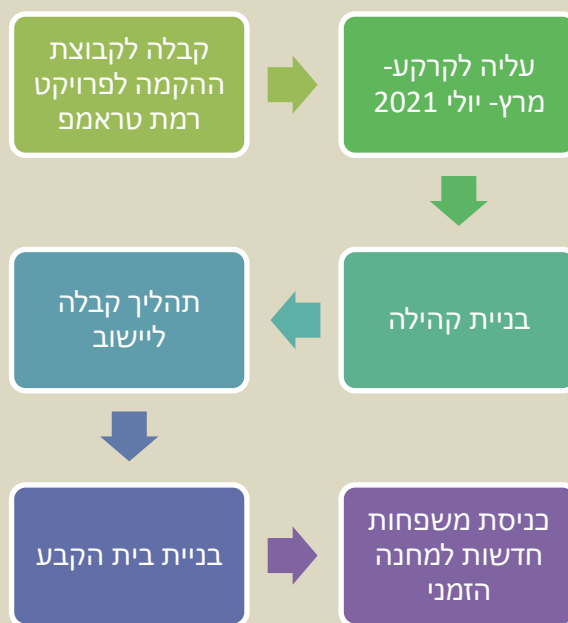 קבלה לקבוצת
ההקמה לפרויקט
רמת טראמפ
עליה לקרקע-
מרץ- יולי 2021
בניית קהילה
תהליך קבלה
ליישוב
בניית בית הקבע
כניסת משפחות
חדשות למחנה
הזמני